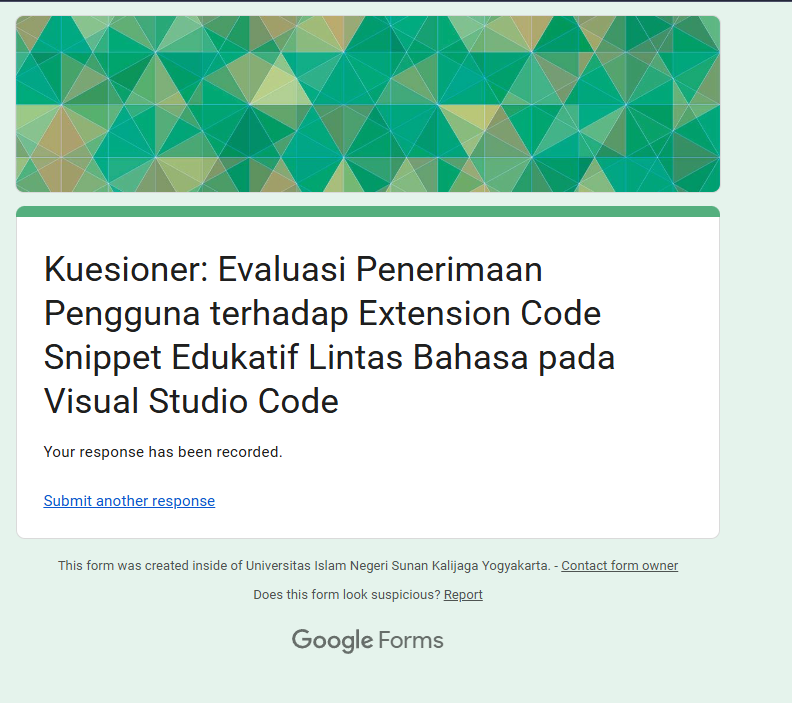 Kuesioner: Evaluasi Penerimaan
Pengguna terhadap Extension Code
Snippet Edukatif Lintas Bahasa pada
Visual Studio Code
Your response has been recorded.
Submit another response
This form was created inside of Universitas Islam Negeri Sunan Kalijaga Yogyakarta. - Contact form owner
Does this form look suspicious? Report
Google Forms